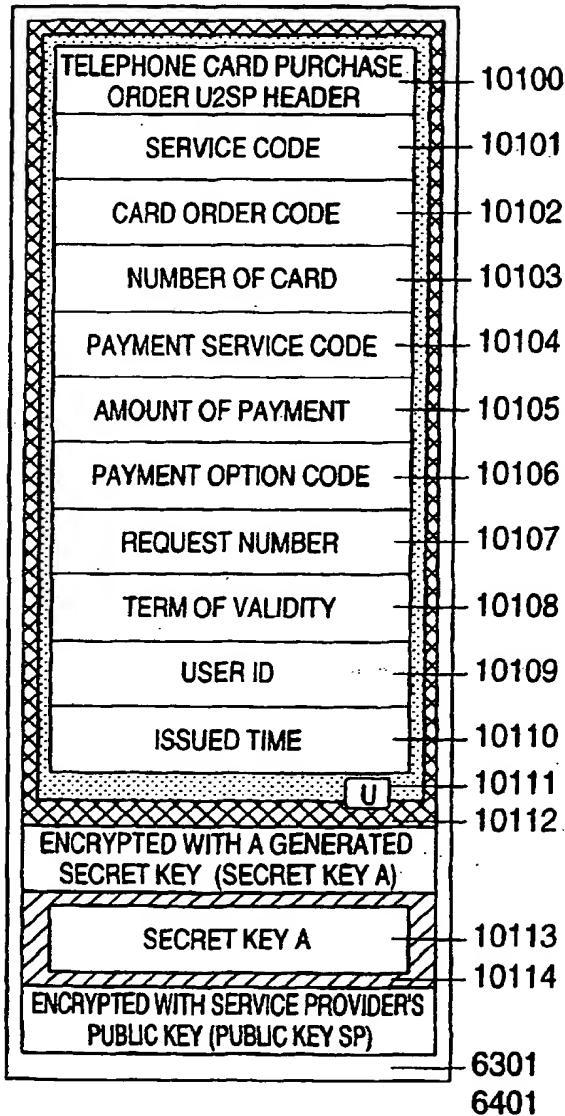 TELEPHONE CARD PURCHASE
ORDER U2SP HEADER
10100
SERVICE CODE
10101
CARD ORDER CODE
10102
NUMBER OF CARD
10103
PAYMENT SERVICE CODE
10104
AMOUNT OF PAYMENT
10105
PAYMENT OPTION CODE
10106
REQUEST NUMBER
10107
TERM OF VALIDITY
10108
USER ID
10109
ISSUED TIME
10110
U
10111
10112
ENCRYPTED WITH A GENERATED
SECRET KEY (SECRET KEY A)
SECRET KEY A
10113
10114
ENCRYPTED WITH SERVICE PROVIDER'S
PUBLIC KEY (PUBLIC KEY SP)
6301
6401